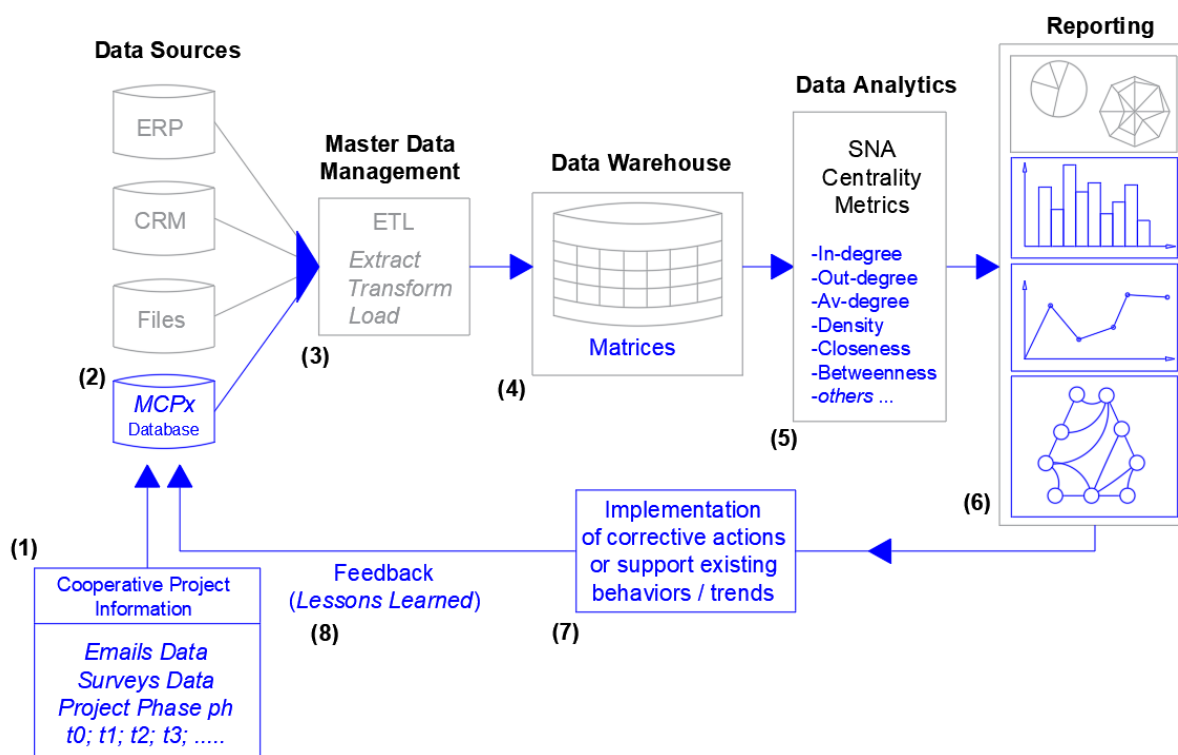 Reporting
Data Sources
ERP
CRM
Files
(2)
MCPx
Database
Master Data
Management
ETL
Extract
Transform
Load
(3)
Data Warehouse
Matrices
(4)
Data Analytics
SNA
Centrality
Metrics
-In-degree
-Out-degree
-Av-degree
-Density
-Closeness
-Betweenness
-others ...
(5)
(6)
(1)
Cooperative Project
Information
Emails Data
Surveys Data
Project Phase ph
t0; t1; t2; t3; .....
Feedback
(Lessons Learned)
(8)
Implementation
of corrective actions
or support existing
behaviors / trends
(7)